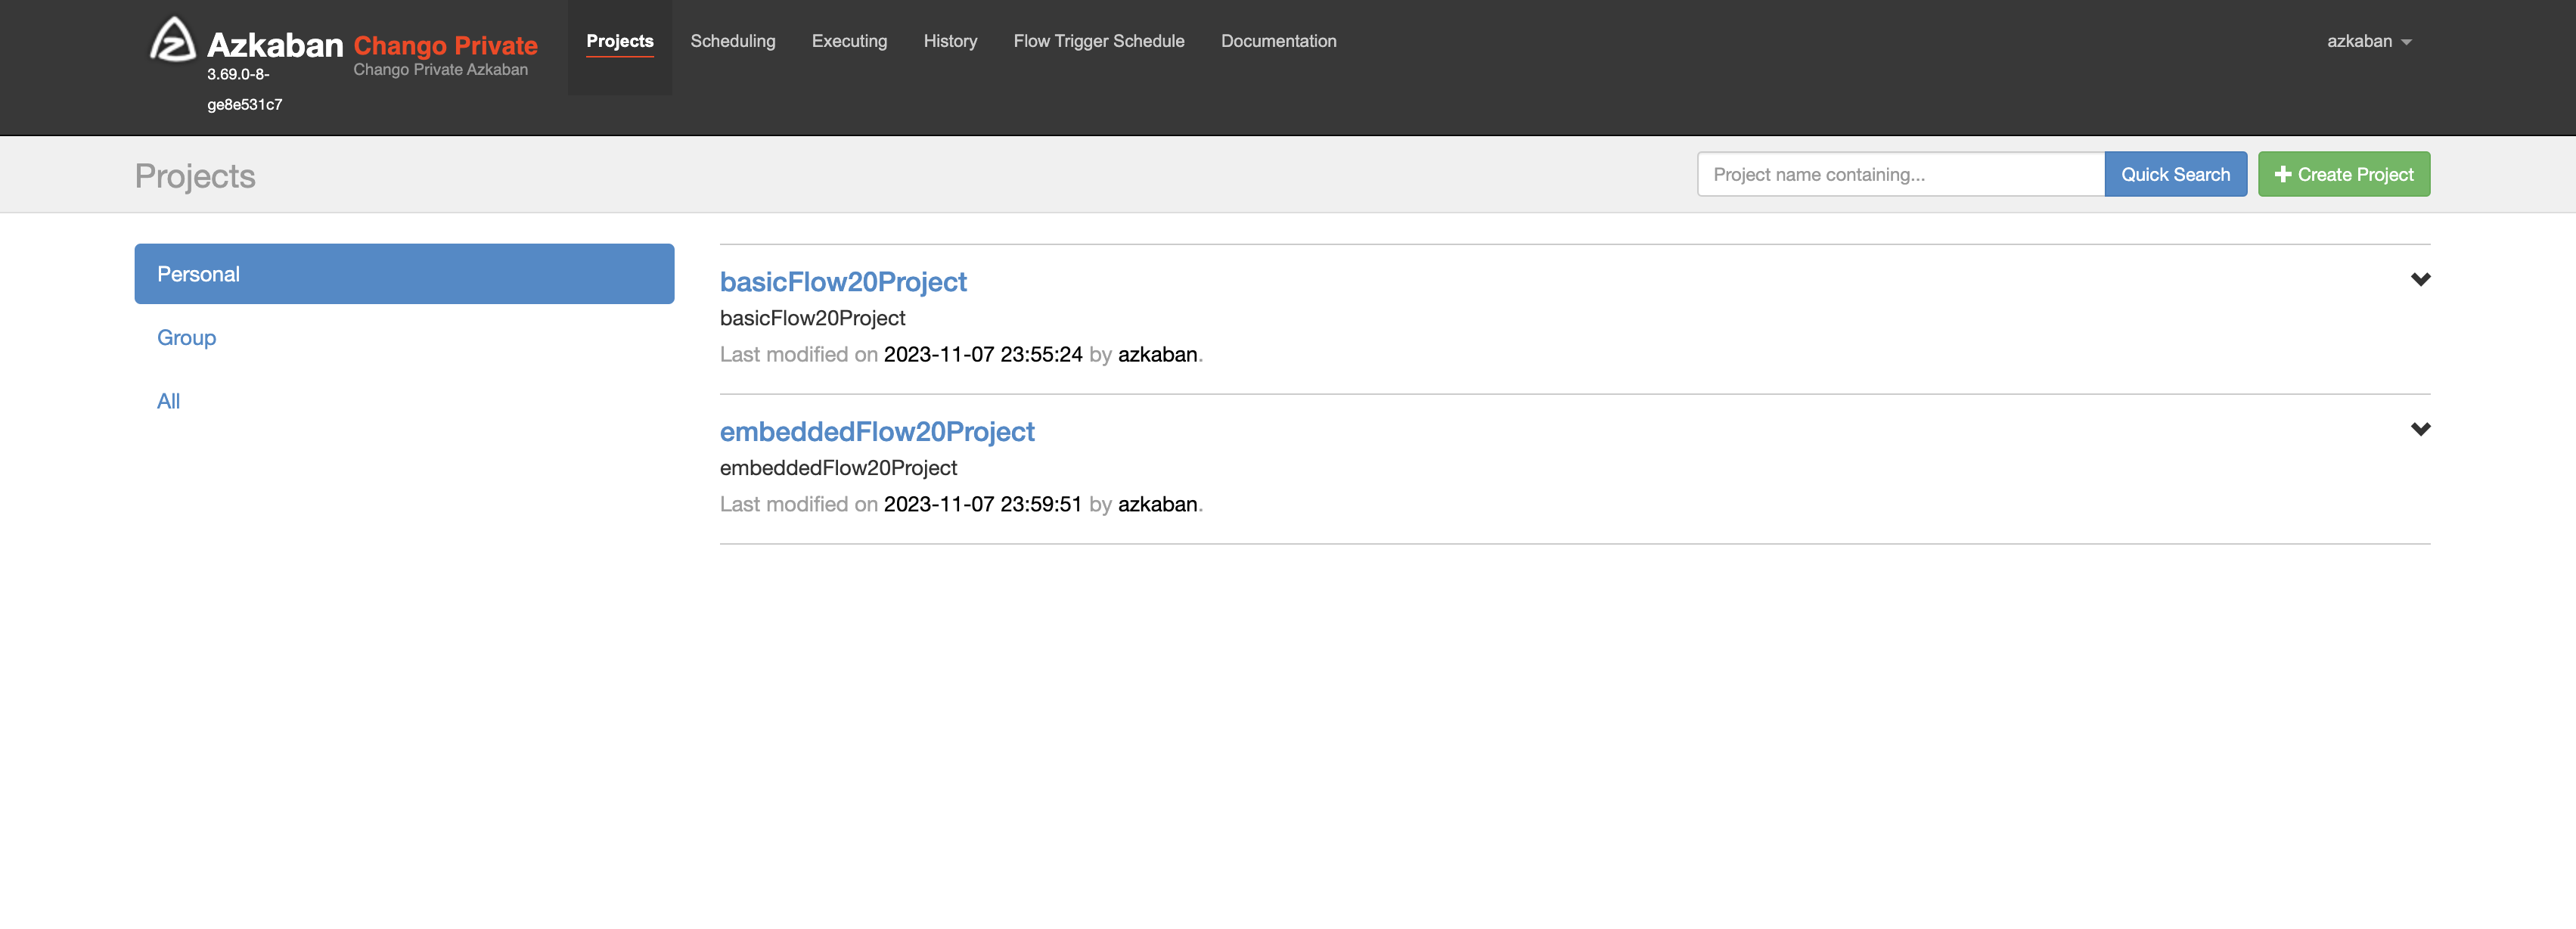 Azkaban
3.69.0-8-
ge8e531c7
Chango Private
Chango Private Azkaban
Projects
Scheduling
Executing
History
Flow Trigger Schedule
Documentation
azkaban
Projects
Project name containing...
Quick Search
Create Project
Personal
Group
All
basicFlow20Project
basicFlow20Project
Last modified on 2023-11-07 23:55:24 by azkaban.
embeddedFlow20Project
embeddedFlow20Project
Last modified on 2023-11-07 23:59:51 by azkaban.